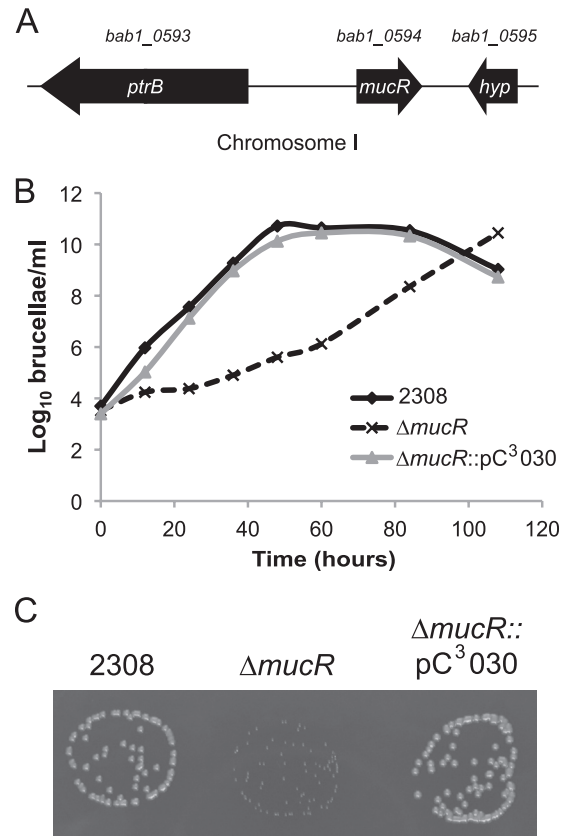 A
bab1_0593 bab1_0594 bab1_0595
ptrB mucR hyp
Chromosome I
B
12
10
8
6
4
2
0
Log₁₀ brucellae/ml
0 20 40 60 80 100 120
Time (hours)
2308
ΔmucR
ΔmucR::pC³030
C
2308 ΔmucR ΔmucR::
pC³030